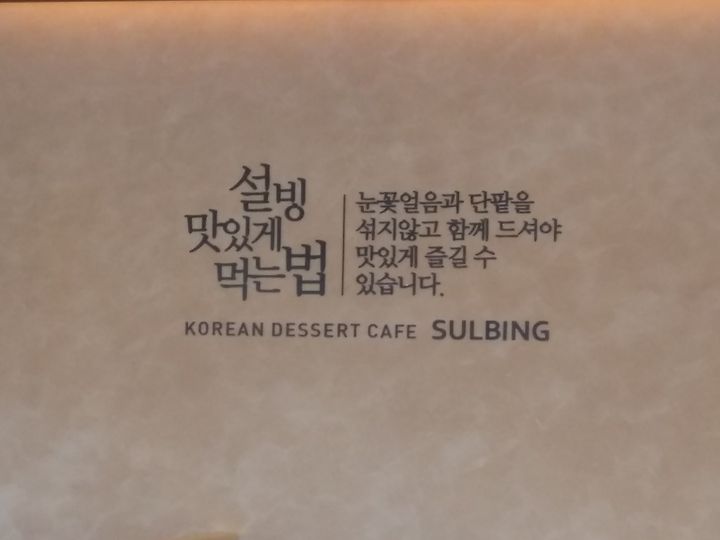 설빙
맛있게
먹는법
눈꽃얼음과 단팥을
섞지않고 함께 드셔야
맛있게 즐길 수
있습니다.
KOREAN DESSERT CAFE SULBING